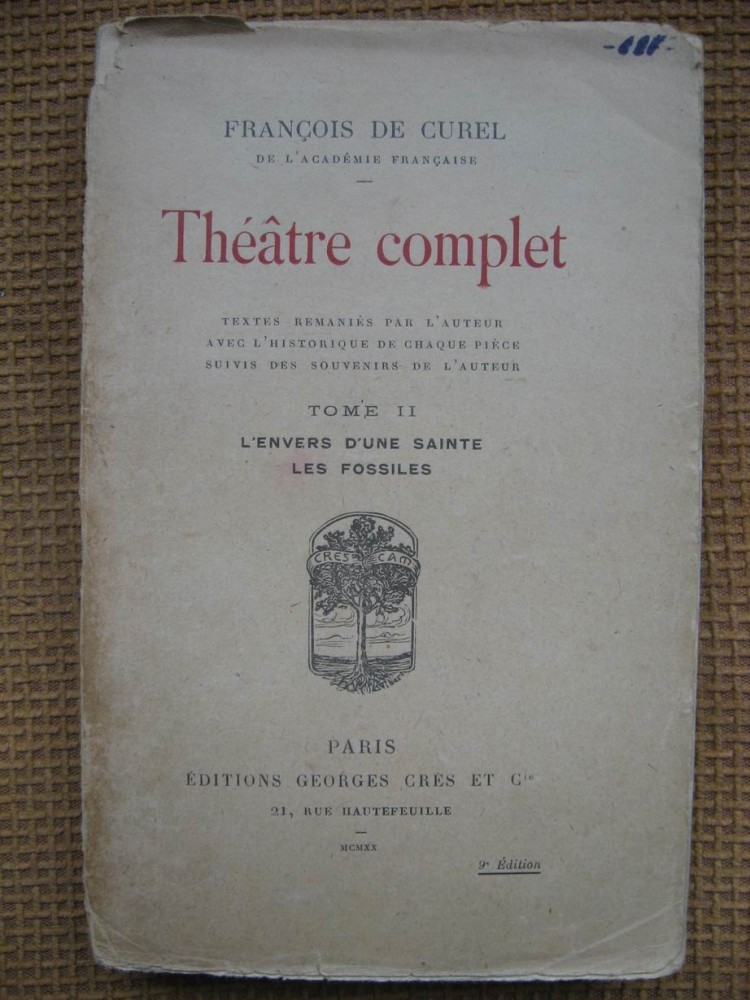 FRANÇOIS DE CUREL
DE L'ACADÉMIE FRANÇAISE
Théâtre complet
TEXTES REMANIÉS PAR L'AUTEUR
AVEC L'HISTORIQUE DE CHAQUE PIÈCE
SUIVIS DES SOUVENIRS DE L'AUTEUR
TOME II
L'ENVERS D'UNE SAINTE
LES FOSSILES
CRES CAM
PARIS
ÉDITIONS GEORGES CRÈS ET Cie
21, RUE HAUTEFEUILLE
MCMXX
9e Édition